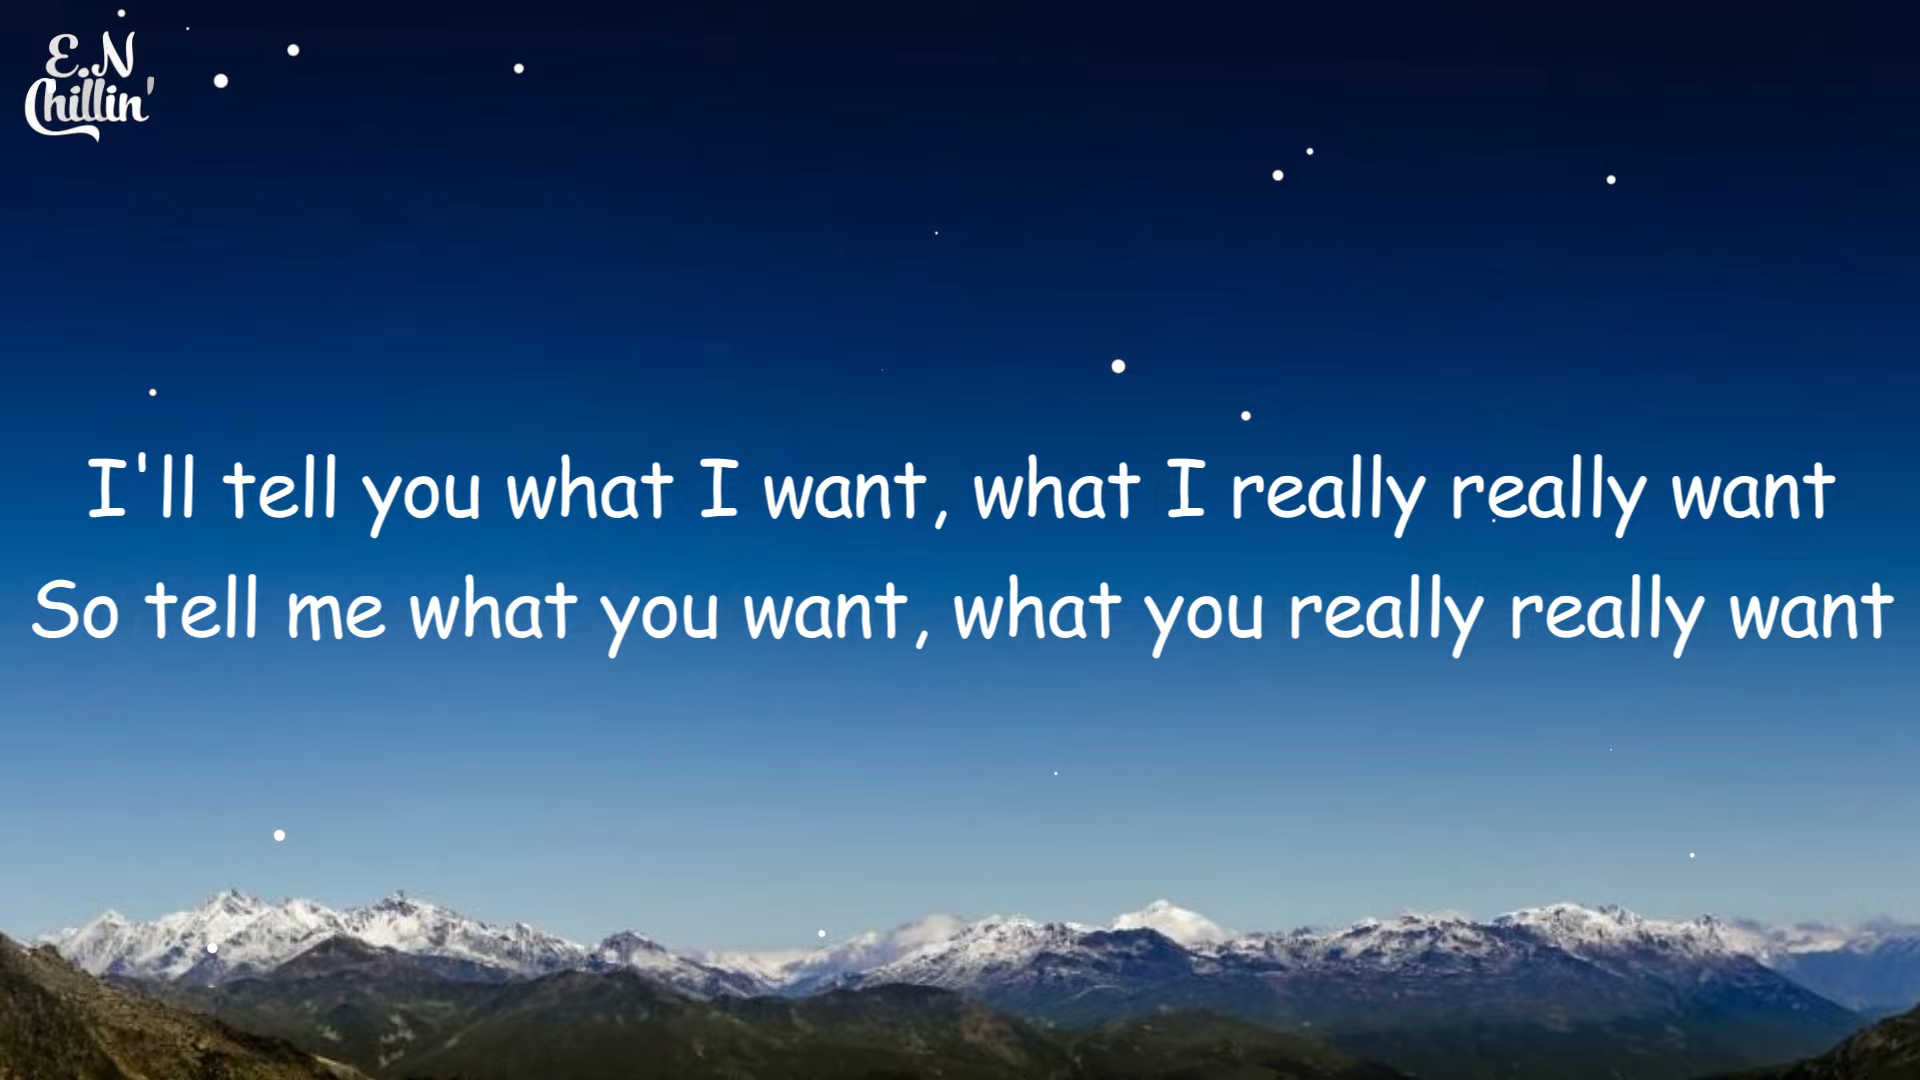 E.N
Chillin'
I'll tell you what I want, what I really really want
So tell me what you want, what you really really want